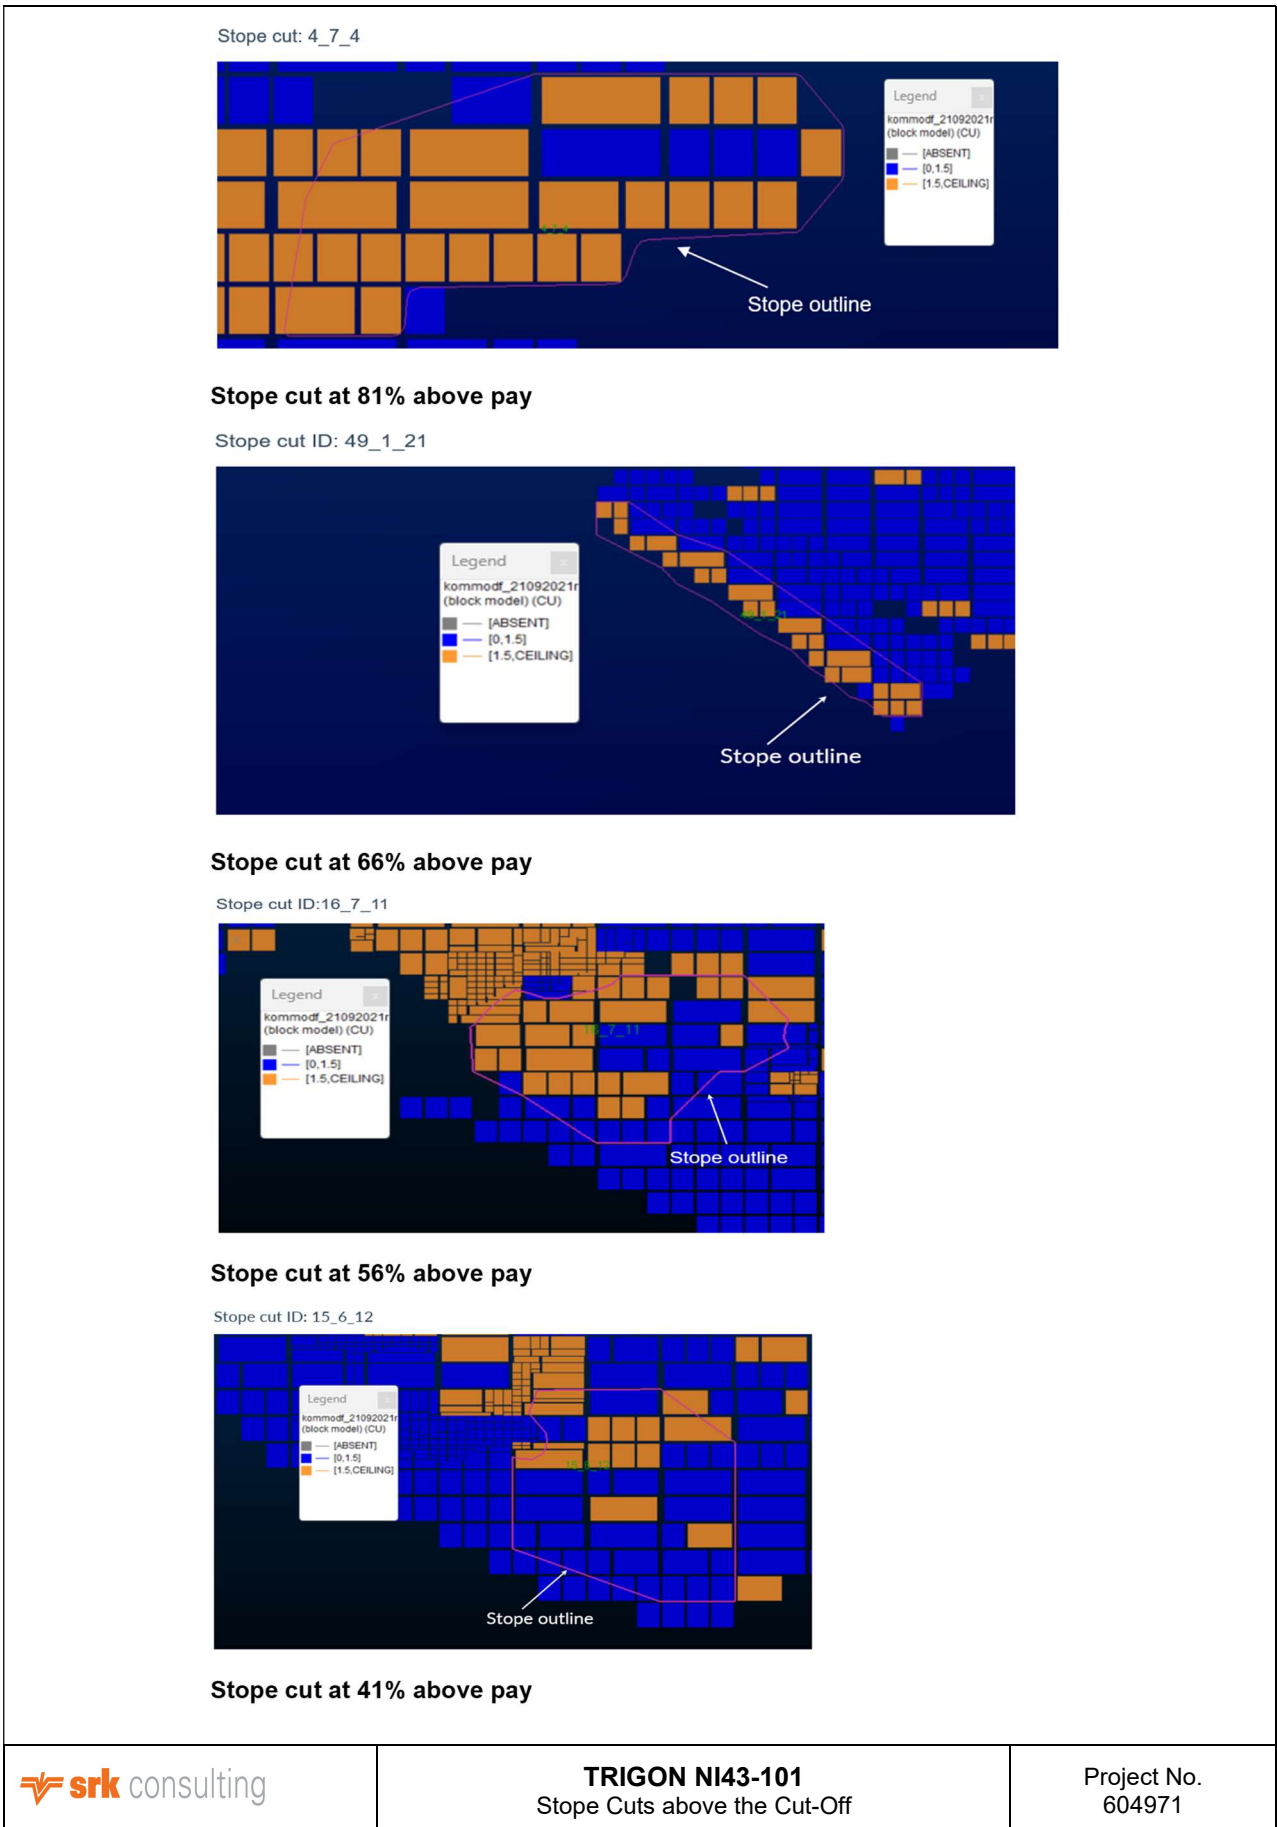 Stope cut: 4_7_4
Legend
x
kommodf_21092021r
(block model) (CU)
[ABSENT]
[0,1.5]
[1.5,CEILING]
4_7_4
Stope outline
Stope cut at 81% above pay
Stope cut ID: 49_1_21
Legend
x
kommodf_21092021r
(block model) (CU)
[ABSENT]
[0,1.5]
[1.5,CEILING]
49_1_21
Stope outline
Stope cut at 66% above pay
Stope cut ID:16_7_11
Legend
x
kommodf_21092021r
(block model) (CU)
[ABSENT]
[0,1.5]
[1.5,CEILING]
16_7_11
Stope outline
Stope cut at 56% above pay
Stope cut ID: 15_6_12
Legend
x
kommodf_21092021r
(block model) (CU)
[ABSENT]
[0,1.5]
[1.5,CEILING]
15_6_12
Stope outline
Stope cut at 41% above pay
srk consulting
TRIGON NI43-101
Stope Cuts above the Cut-Off
Project No.
604971